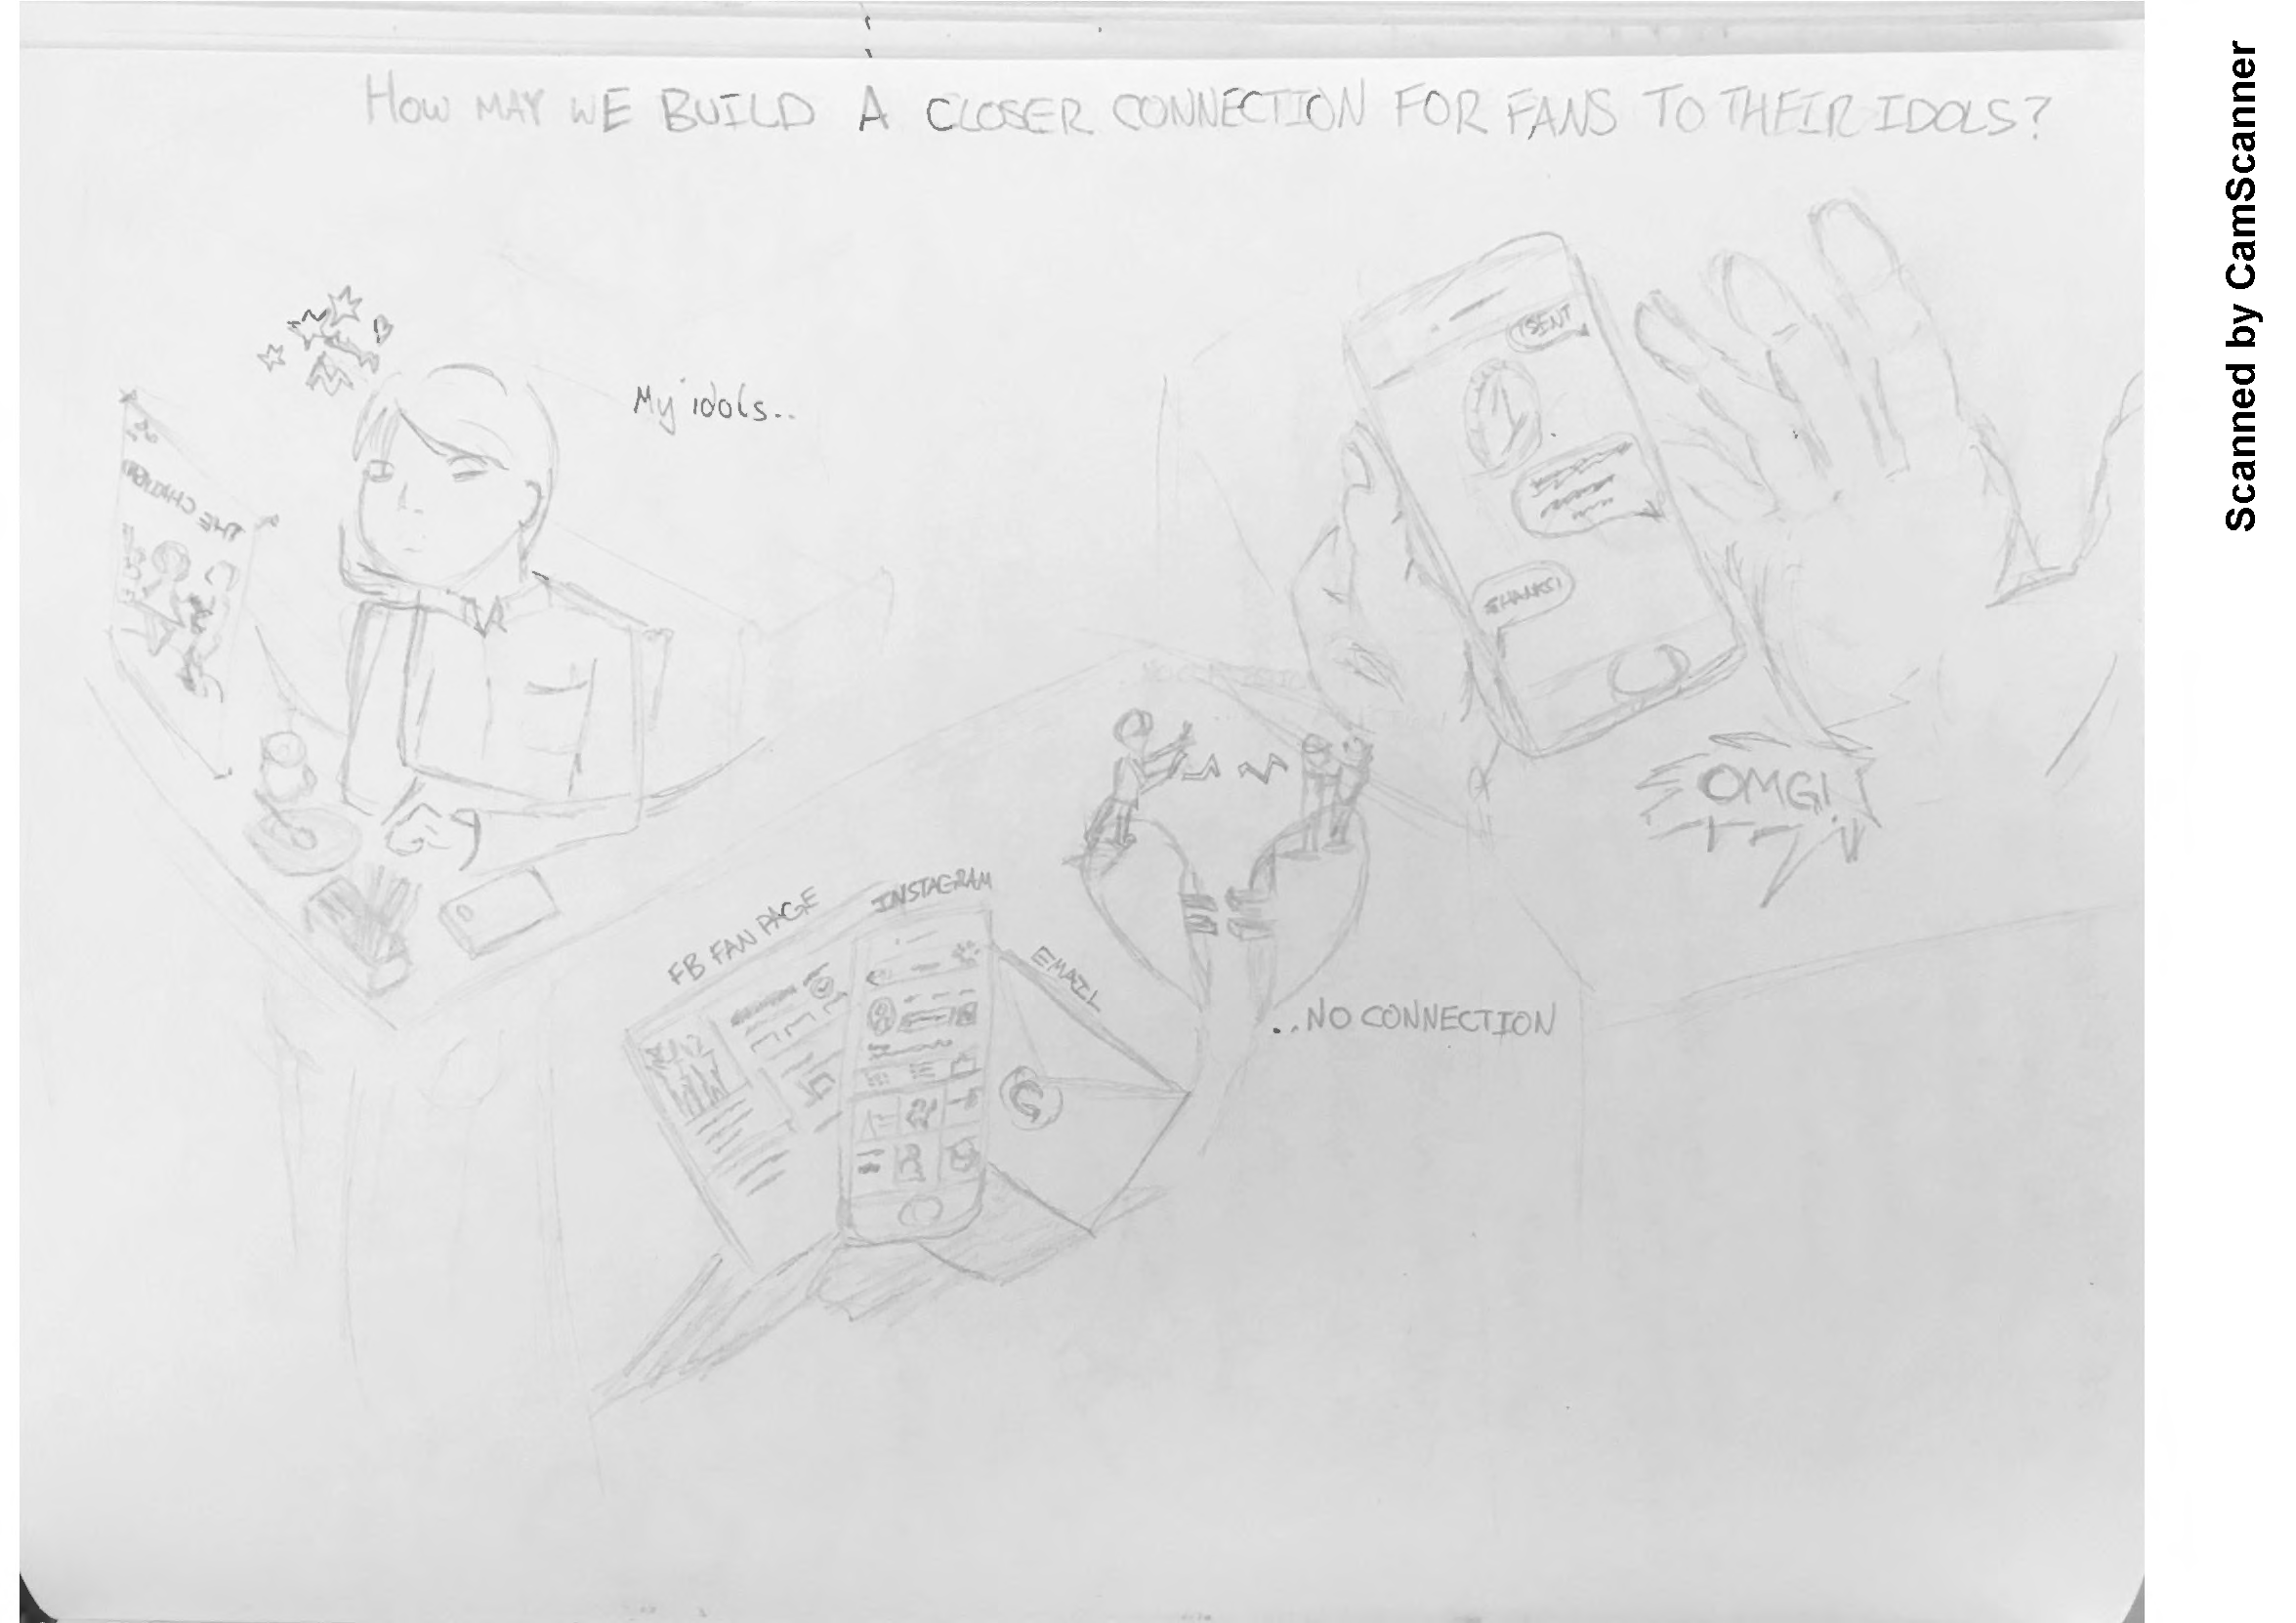 HOW MAY WE BUILD A CLOSER CONNECTION FOR FANS TO THEIR IDOLS?
My idols..
SENT
THANKS!
OMG!
FB FAN PAGE
INSTAGRAM
EMAIL
..NO CONNECTION
THE
Scanned by CamScanner